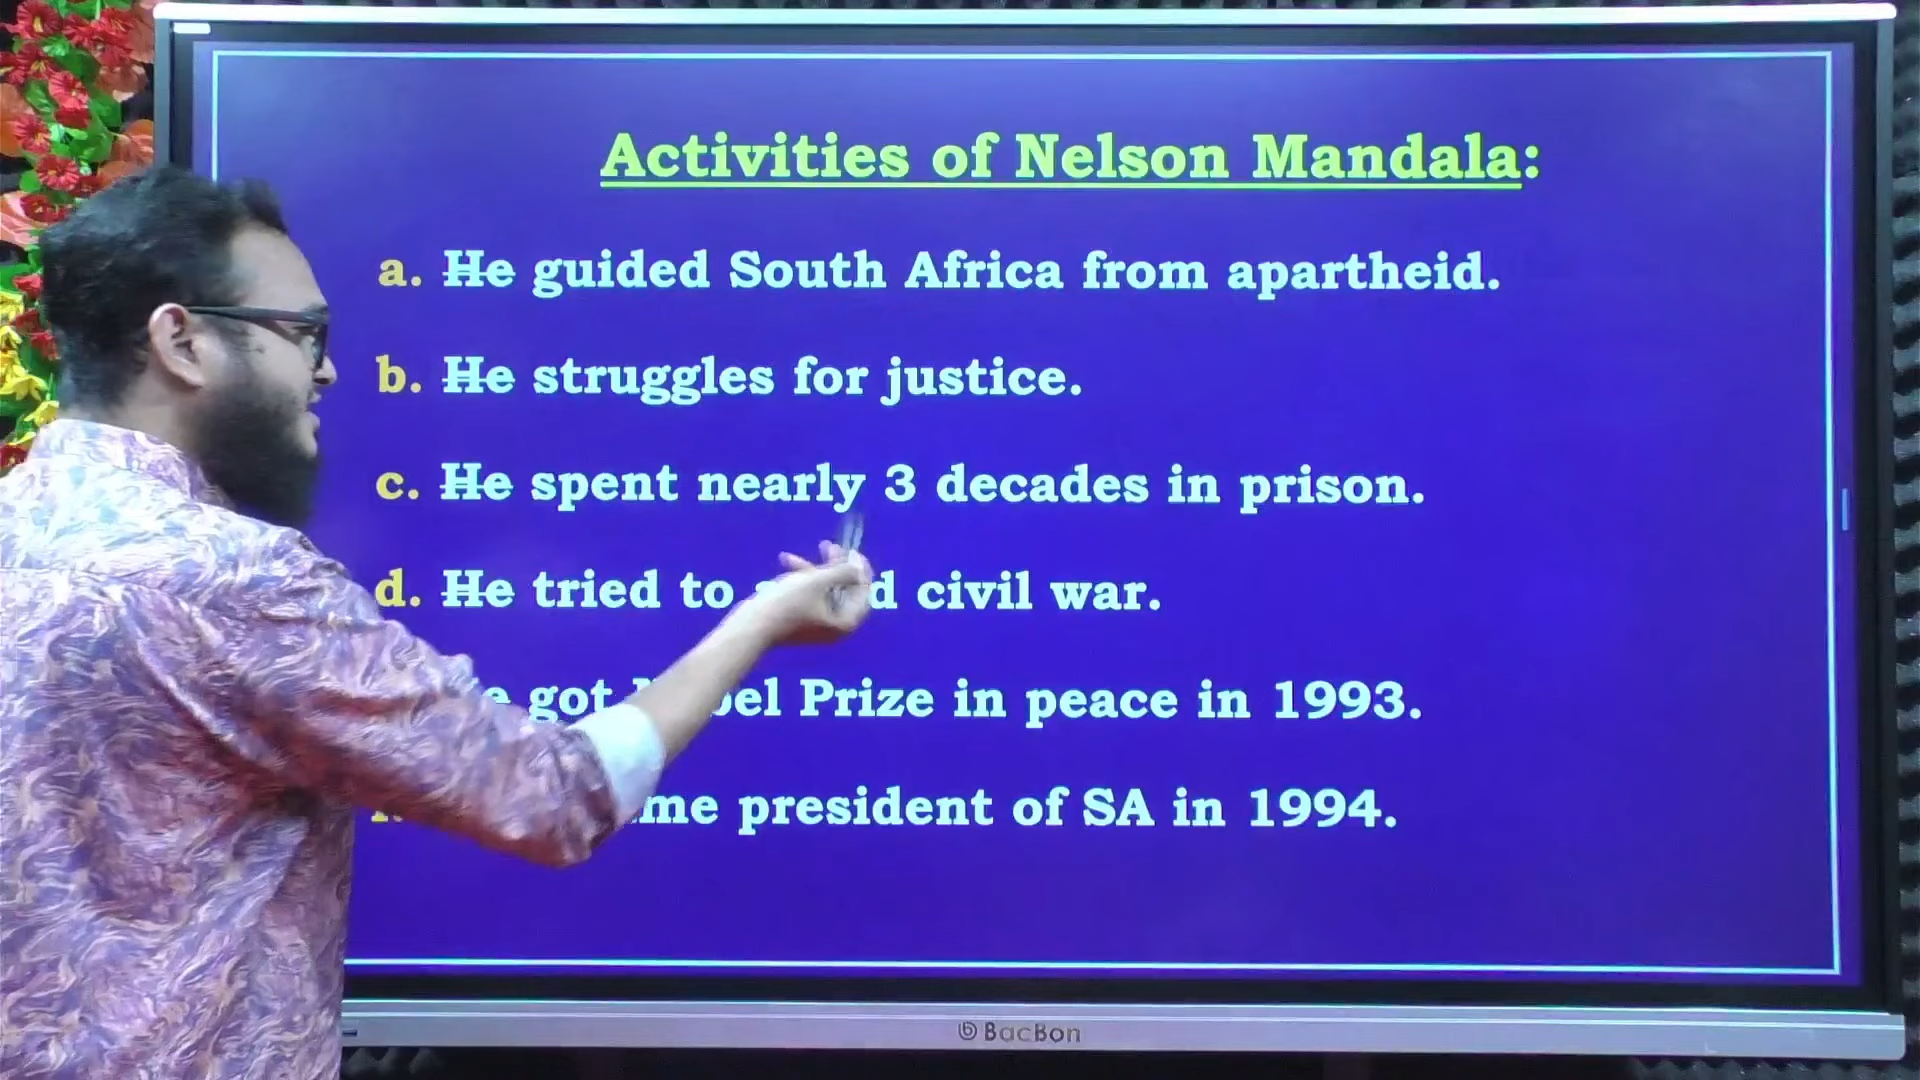 Activities of Nelson Mandala:
a. He guided South Africa from apartheid.
b. He struggles for justice.
c. He spent nearly 3 decades in prison.
d. He tried to civil war.
got Prize in peace in 1993.
president of SA in 1994.
BacBon